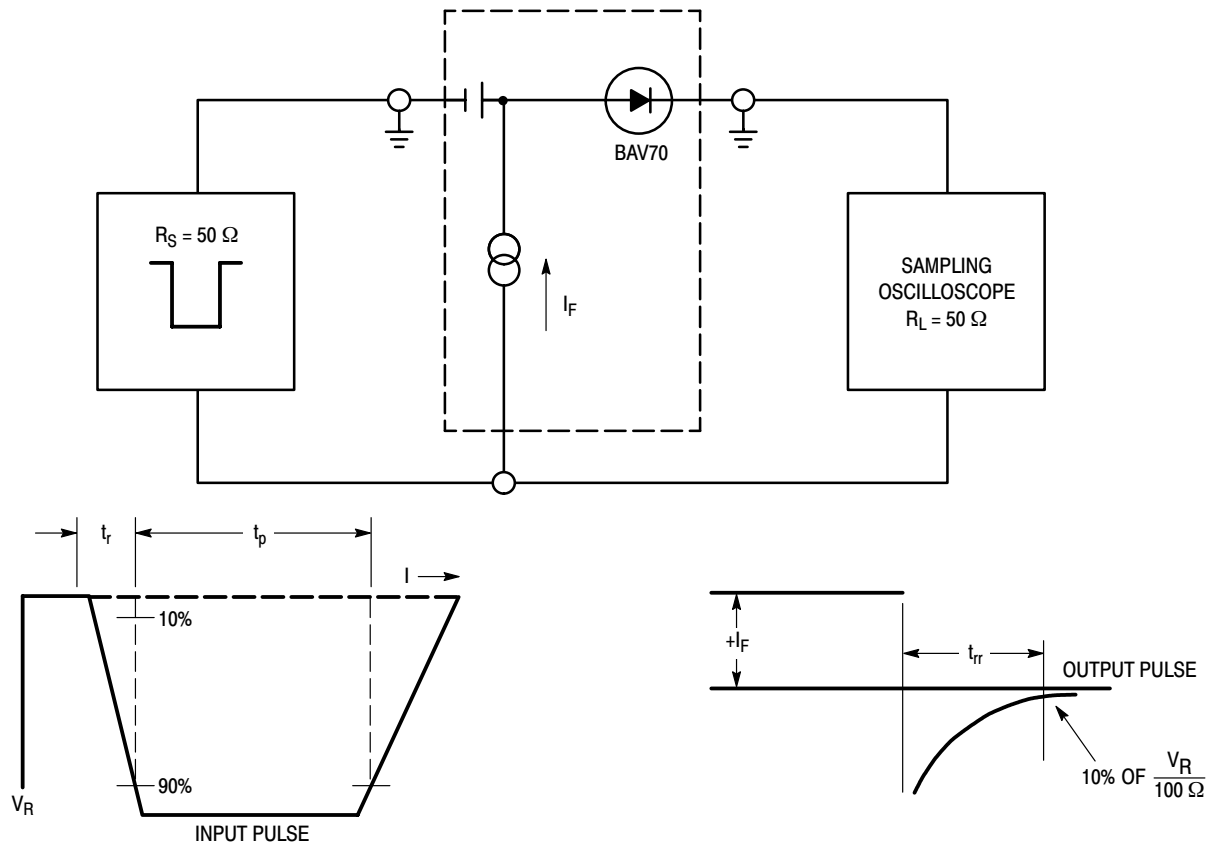 BAV70
R_S = 50 Ω
I_F
SAMPLING
OSCILLOSCOPE
R_L = 50 Ω
t_r
t_p
I
10%
90%
V_R
INPUT PULSE
+I_F
t_rr
OUTPUT PULSE
10% OF V_R / 100 Ω